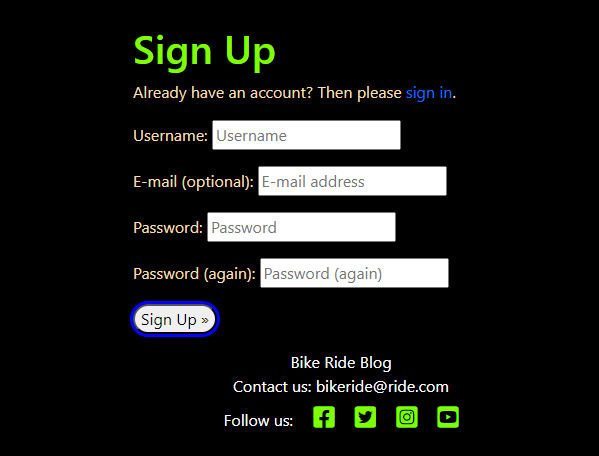 Sign Up
Already have an account? Then please sign in.
Username: Username
E-mail (optional): E-mail address
Password: Password
Password (again): Password (again)
Sign Up »
Bike Ride Blog
Contact us: bikeride@ride.com
Follow us: